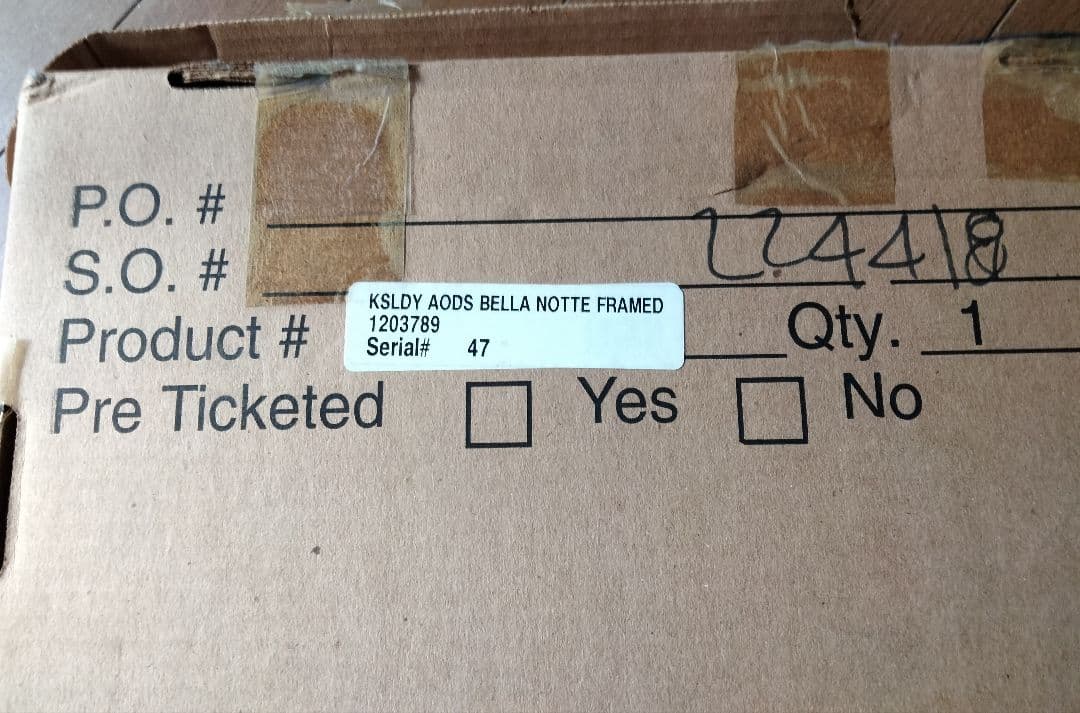 P.O. #
S.O. # 224418
KSLDY AODS BELLA NOTTE FRAMED
1203789
Serial# 47
Product # Qty. 1
Pre Ticketed Yes No